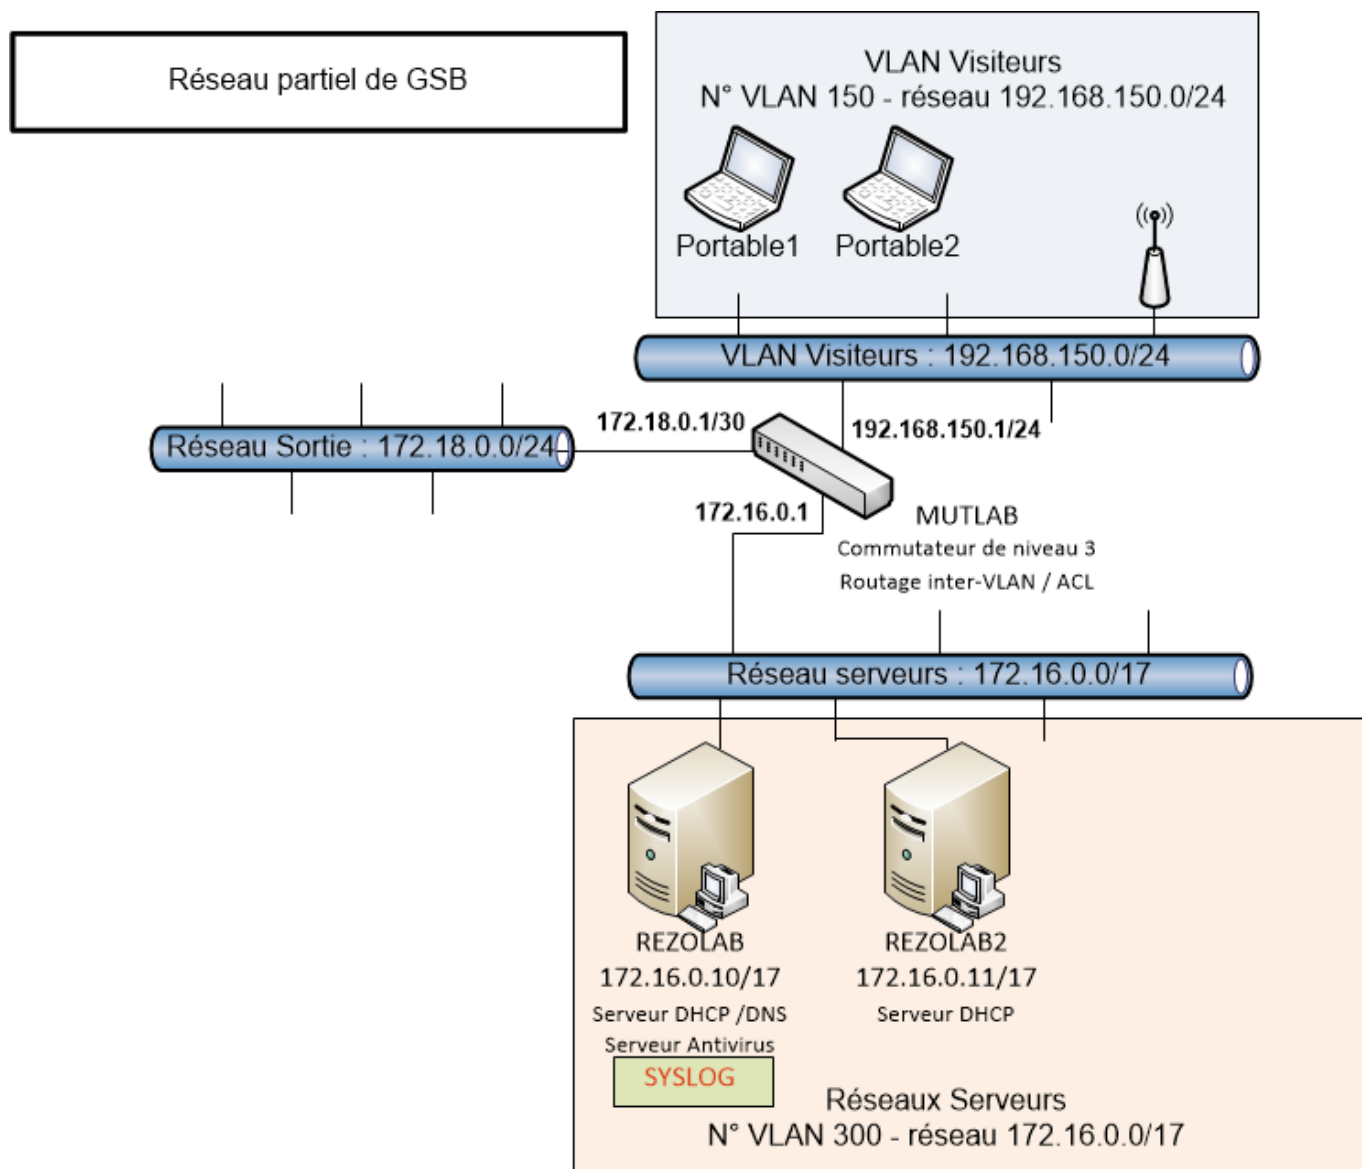 Réseau partiel de GSB
VLAN Visiteurs
N° VLAN 150 - réseau 192.168.150.0/24
Portable1
Portable2
VLAN Visiteurs : 192.168.150.0/24
172.18.0.1/30
192.168.150.1/24
Réseau Sortie : 172.18.0.0/24
172.16.0.1
MUTLAB
Commutateur de niveau 3
Routage inter-VLAN / ACL
Réseau serveurs : 172.16.0.0/17
REZOLAB
172.16.0.10/17
Serveur DHCP /DNS
Serveur Antivirus
SYSLOG
REZOLAB2
172.16.0.11/17
Serveur DHCP
Réseaux Serveurs
N° VLAN 300 - réseau 172.16.0.0/17